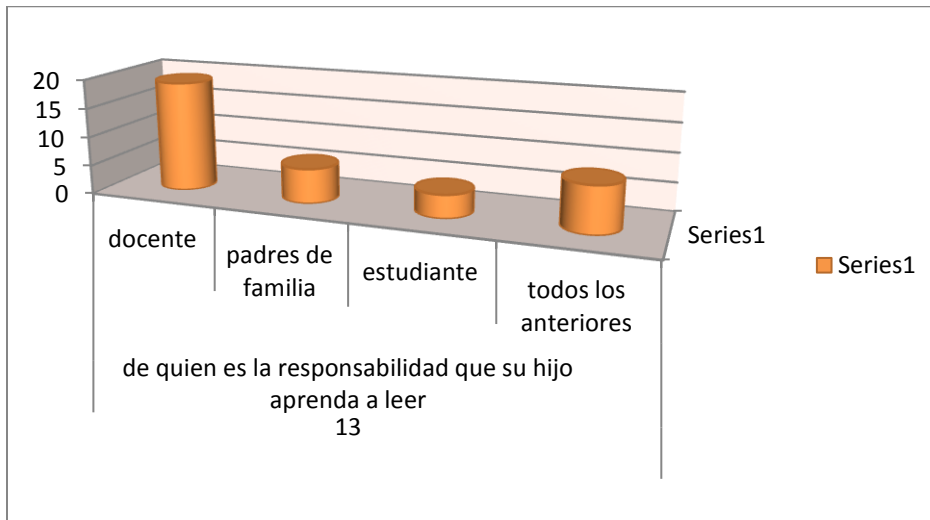 20
15
10
5
0
docente
padres de
familia
estudiante
todos los
anteriores
Series1
Series1
de quien es la responsabilidad que su hijo
aprenda a leer
13